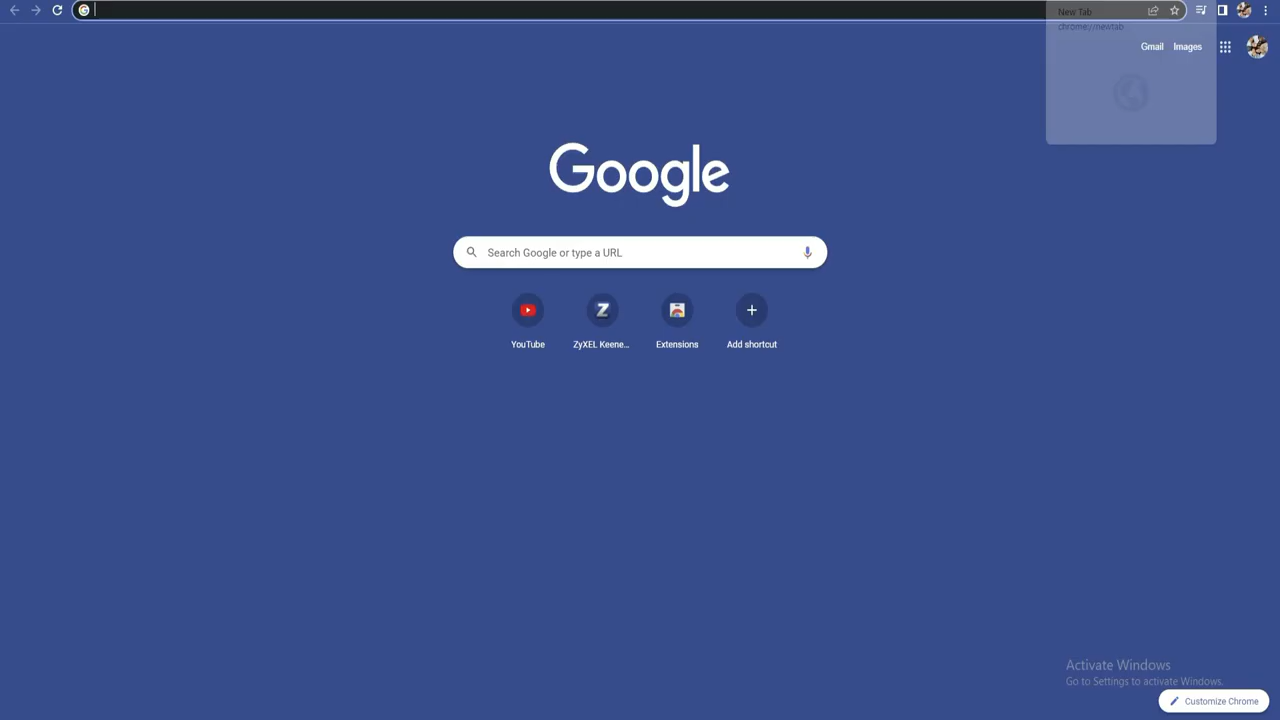 New Tab
chrome://newtab
Gmail Images
Google
Search Google or type a URL
YouTube
ZyXEL Keene...
Extensions
Add shortcut
Activate Windows
Go to Settings to activate Windows.
Customize Chrome